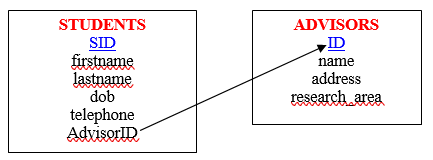 STUDENTS
SID
firstname
lastname
dob
telephone
AdvisorID
ADVISORS
ID
name
address
research_area